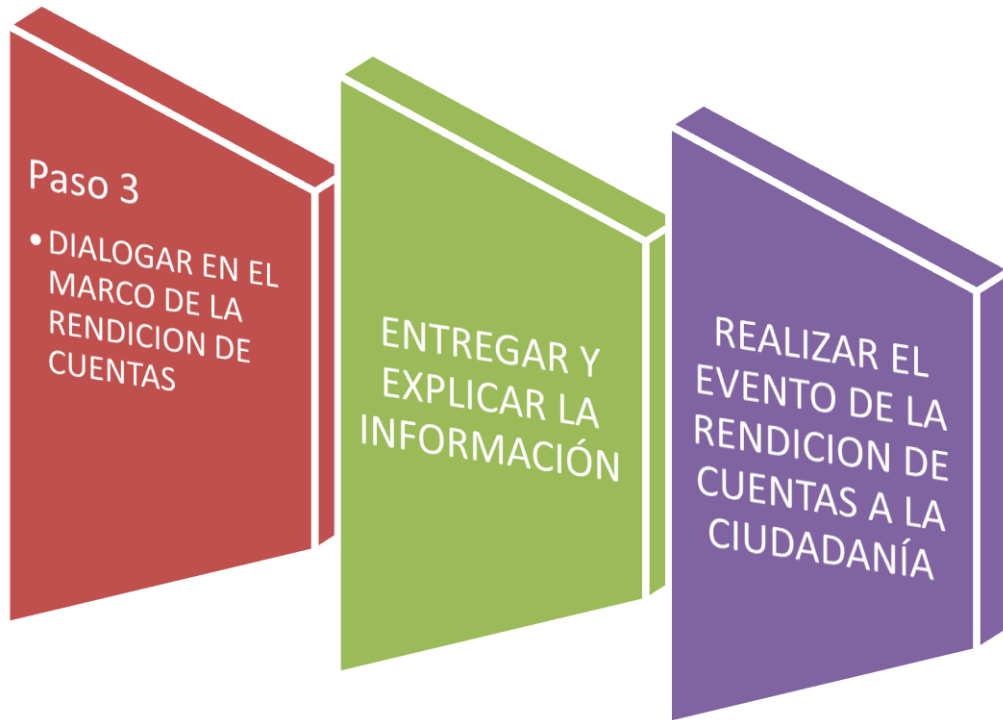 Paso 3
• DIALOGAR EN EL
MARCO DE LA
RENDICION DE
CUENTAS
ENTREGAR Y
EXPLICAR LA
INFORMACIÓN
REALIZAR EL
EVENTO DE LA
RENDICION DE
CUENTAS A LA
CIUDADANÍA